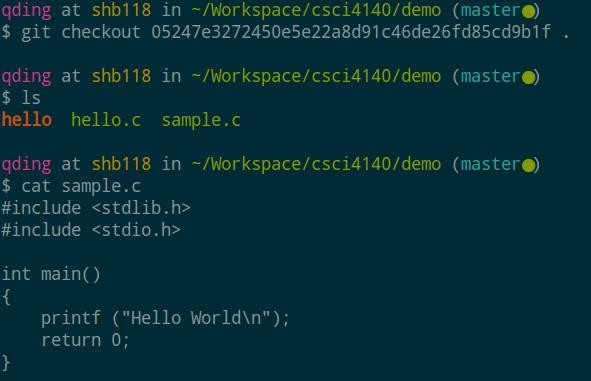 qding at shb118 in ~/Workspace/csci4140/demo (master●)
$ git checkout 05247e3272450e5e22a8d91c46de26fd85cd9b1f .
qding at shb118 in ~/Workspace/csci4140/demo (master●)
$ ls
hello  hello.c  sample.c
qding at shb118 in ~/Workspace/csci4140/demo (master●)
$ cat sample.c
#include <stdlib.h>
#include <stdio.h>
int main()
{
    printf ("Hello World\n");
    return 0;
}